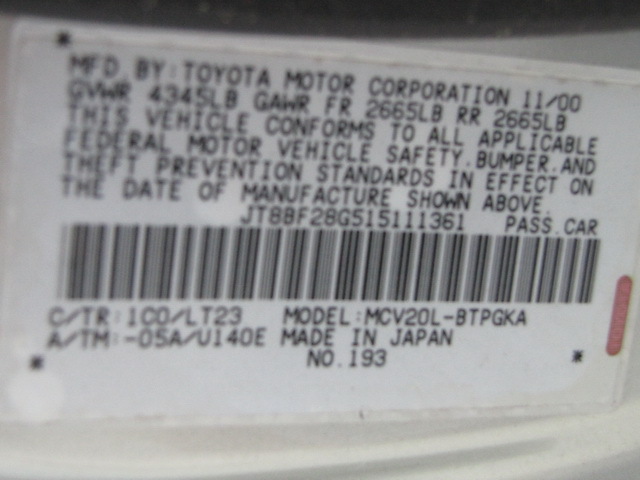 MFD BY: TOYOTA MOTOR CORPORATION 11/00
GVWR 4345LB GAWR FR 2665LB RR 2665LB
THIS VEHICLE CONFORMS TO ALL APPLICABLE
FEDERAL MOTOR VEHICLE SAFETY, BUMPER, AND
THEFT PREVENTION STANDARDS IN EFFECT ON
THE DATE OF MANUFACTURE SHOWN ABOVE.
JT8BF28G515111361 PASS.CAR
C/TR:1C0/LT23 MODEL:MCV20L-BTPGKA
A/TM:-05A/U140E MADE IN JAPAN
NO.193